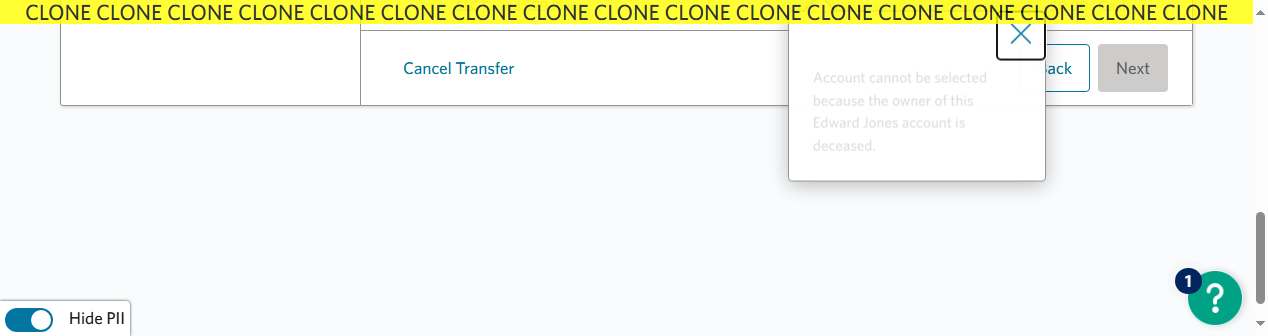 CLONE CLONE CLONE CLONE CLONE CLONE CLONE CLONE CLONE CLONE CLONE CLONE CLONE CLONE CLONE CLONE CLONE
Cancel Transfer
Account cannot be selected
because the owner of this
Edward Jones account is
deceased.
ack
Next
1
?
Hide PII